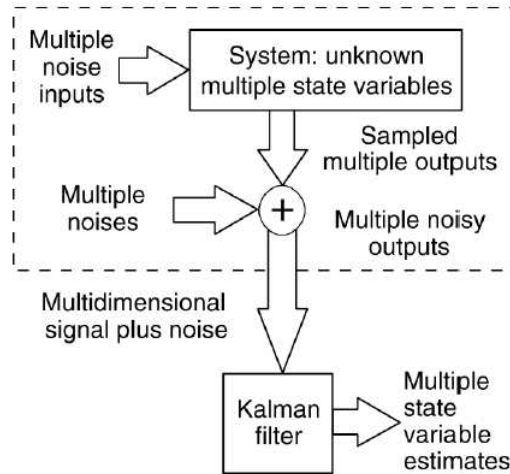 Multiple
noise
inputs
System: unknown
multiple state variables
Sampled
multiple outputs
Multiple
noises
+
Multiple noisy
outputs
Multidimensional
signal plus noise
Kalman
filter
Multiple
state
variable
estimates